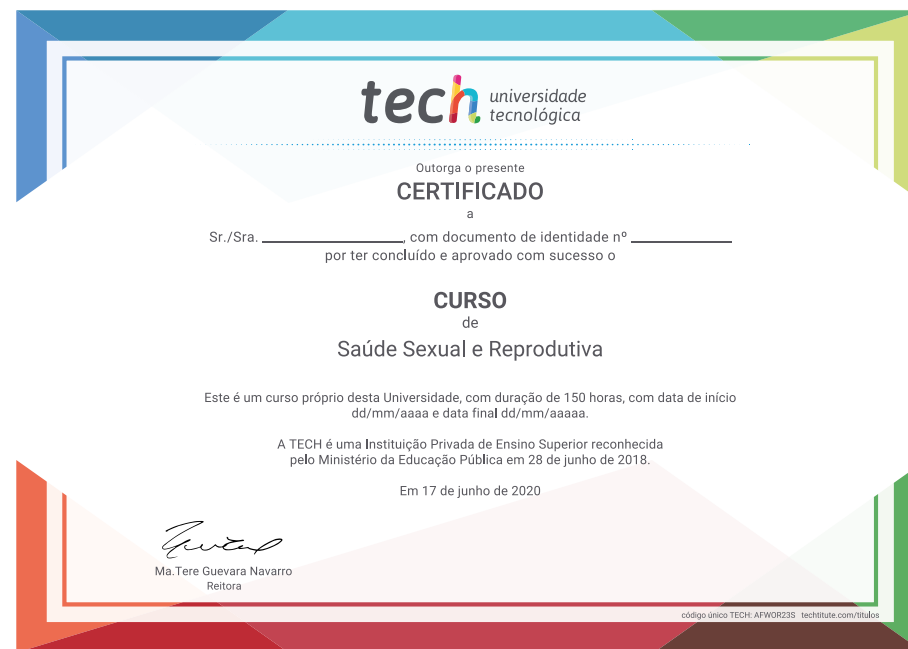 tech universidade
tecnológica
Outorga o presente
CERTIFICADO
a
Sr./Sra. ____________, com documento de identidade nº ____________
por ter concluído e aprovado com sucesso o
CURSO
de
Saúde Sexual e Reprodutiva
Este é um curso próprio desta Universidade, com duração de 150 horas, com data de início
dd/mm/aaaa e data final dd/mm/aaaaa.
A TECH é uma Instituição Privada de Ensino Superior reconhecida
pelo Ministério da Educação Pública em 28 de junho de 2018.
Em 17 de junho de 2020
Ma.Tere Guevara Navarro
Reitora
código único TECH: AFWOR23S techtitute.com/titulos